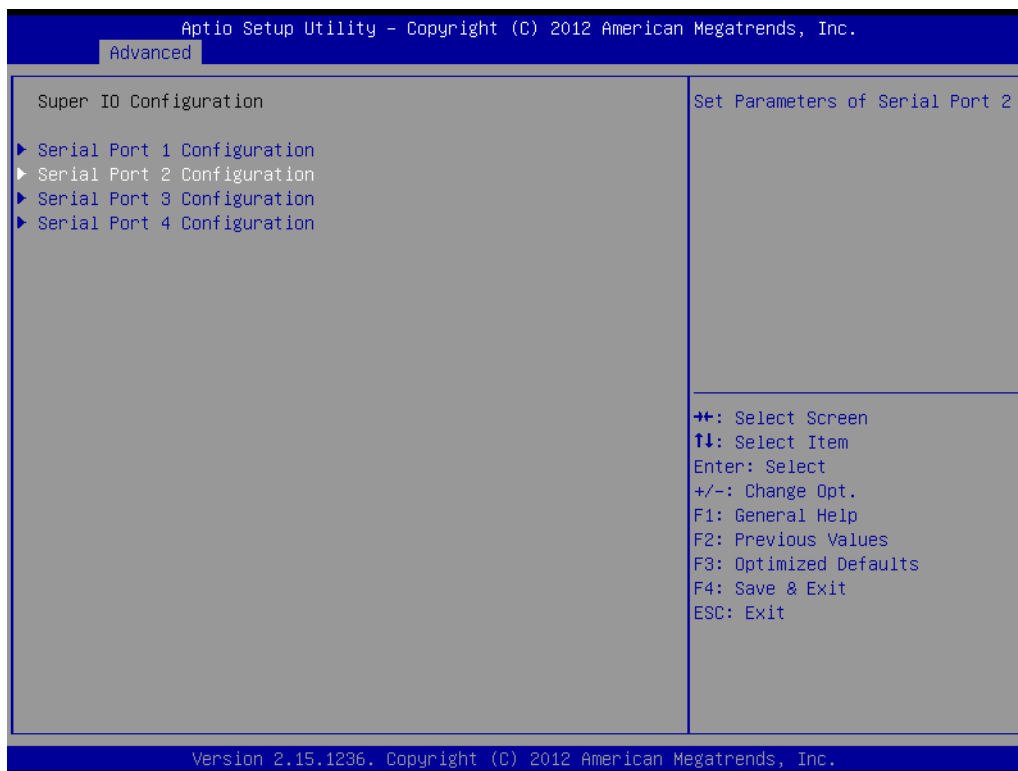 Aptio Setup Utility – Copyright (C) 2012 American Megatrends, Inc.
Advanced
Super IO Configuration
Serial Port 1 Configuration
Serial Port 2 Configuration
Serial Port 3 Configuration
Serial Port 4 Configuration
Set Parameters of Serial Port 2
→←: Select Screen
↑↓: Select Item
Enter: Select
+/-: Change Opt.
F1: General Help
F2: Previous Values
F3: Optimized Defaults
F4: Save & Exit
ESC: Exit
Version 2.15.1236. Copyright (C) 2012 American Megatrends, Inc.